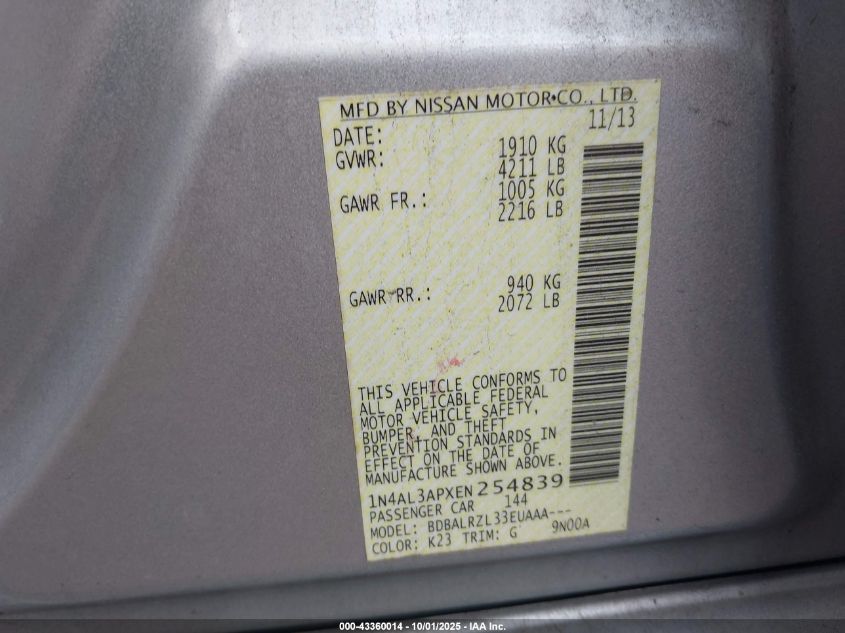 MFD BY NISSAN MOTOR•CO., LTD.
DATE: 11/13
GVWR: 1910 KG
4211 LB
GAWR FR.: 1005 KG
2216 LB
GAWR RR.: 940 KG
2072 LB
THIS VEHICLE CONFORMS TO
ALL APPLICABLE FEDERAL
MOTOR VEHICLE SAFETY,
BUMPER, AND THEFT
PREVENTION STANDARDS IN
EFFECT ON THE DATE OF
MANUFACTURE SHOWN ABOVE.
1N4AL3APXEN254839
PASSENGER CAR 144
MODEL: BDBALRZL33EUAAA---
COLOR: K23 TRIM: G 9N00A
000-43360014 - 10/01/2025 - IAA Inc.